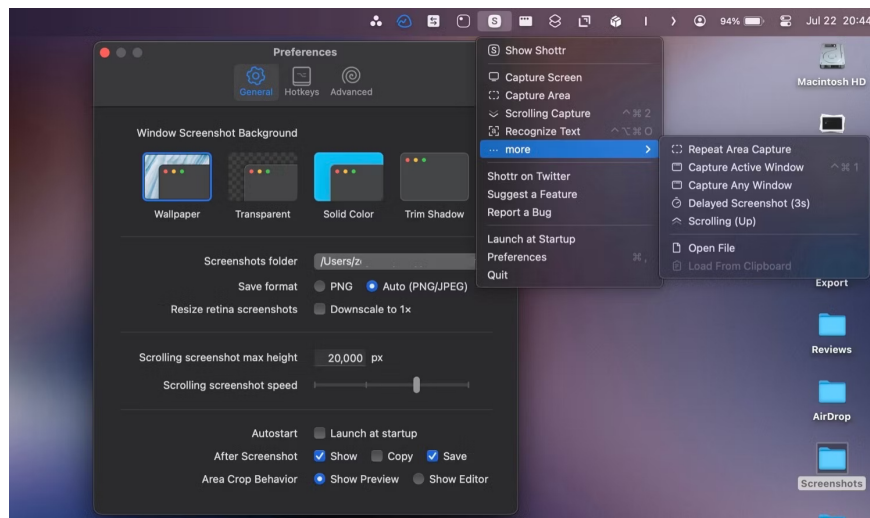 94%
Jul 22 20:44
Preferences
General
Hotkeys
Advanced
Window Screenshot Background
Wallpaper
Transparent
Solid Color
Trim Shadow
Screenshots folder
/Users/z
Save format
PNG
Auto (PNG/JPEG)
Resize retina screenshots
Downscale to 1×
Scrolling screenshot max height
20,000 px
Scrolling screenshot speed
Autostart
Launch at startup
After Screenshot
Show
Copy
Save
Area Crop Behavior
Show Preview
Show Editor
S Show Shottr
Capture Screen
Capture Area
Scrolling Capture ^⌘ 2
Recognize Text ^⌥⌘ O
... more
Shottr on Twitter
Suggest a Feature
Report a Bug
Launch at Startup
Preferences ⌘ ,
Quit
Repeat Area Capture
Capture Active Window ^⌘ 1
Capture Any Window
Delayed Screenshot (3s)
Scrolling (Up)
Open File
Load From Clipboard
Macintosh HD
Export
Reviews
AirDrop
Screenshots